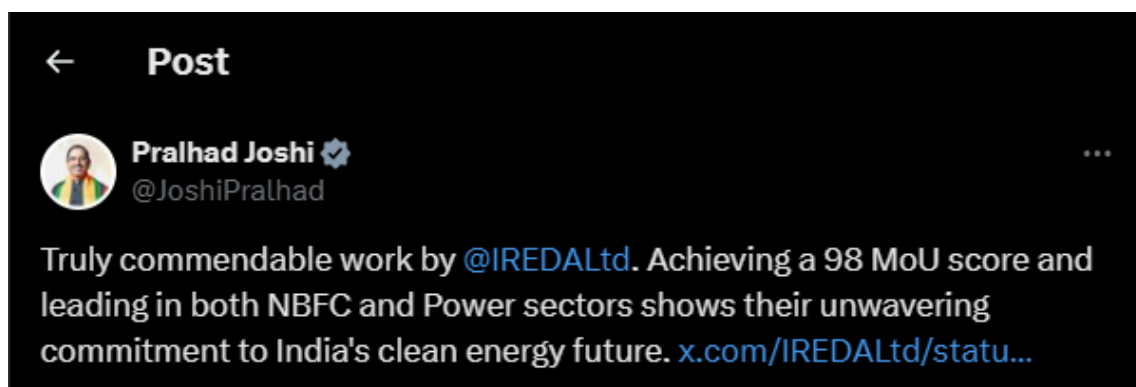 Post
Pralhad Joshi
@JoshiPralhad
Truly commendable work by @IREDALtd. Achieving a 98 MoU score and
leading in both NBFC and Power sectors shows their unwavering
commitment to India's clean energy future. x.com/IREDALtd/statu...